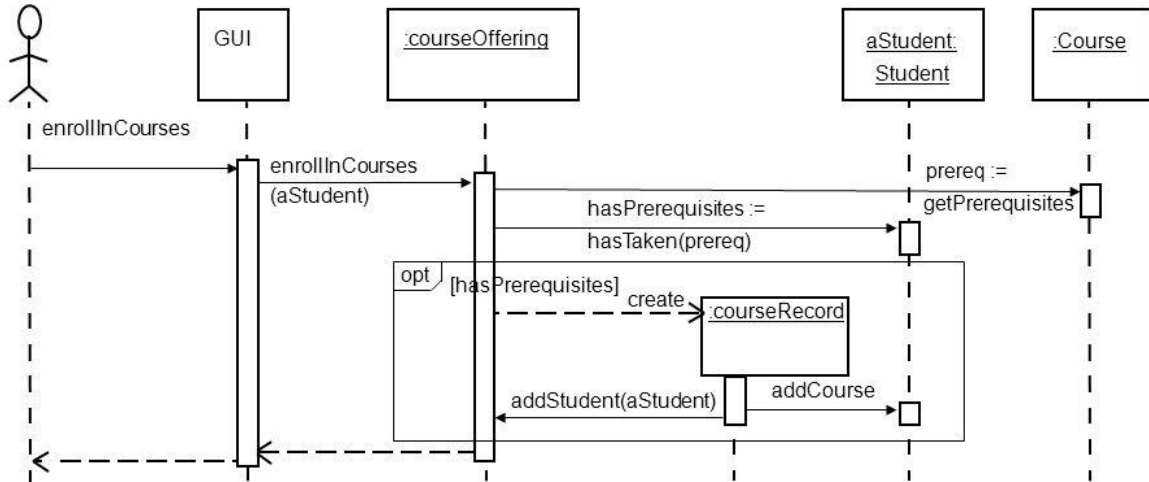 GUI
:courseOffering
aStudent:
Student
:Course
enrollInCourses
enrollInCourses
(aStudent)
prereq :=
getPrerequisites
hasPrerequisites :=
hasTaken(prereq)
opt
[hasPrerequisites]
create
:courseRecord
addStudent(aStudent)
addCourse